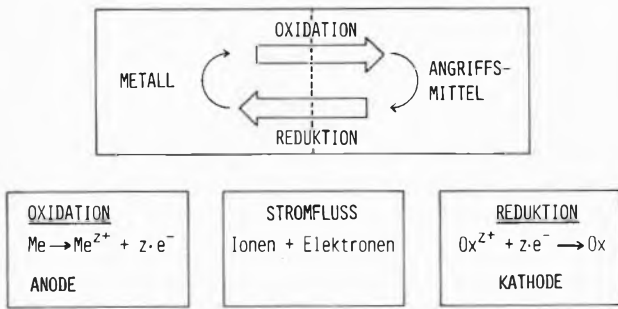 OXIDATION
METALL
ANGRIFFS-
MITTEL
REDUKTION
OXIDATION
Me → Me^{z+} + z·e^-
ANODE
STROMFLUSS
Ionen + Elektronen
REDUKTION
Ox^{z+} + z·e^- → Ox
KATHODE